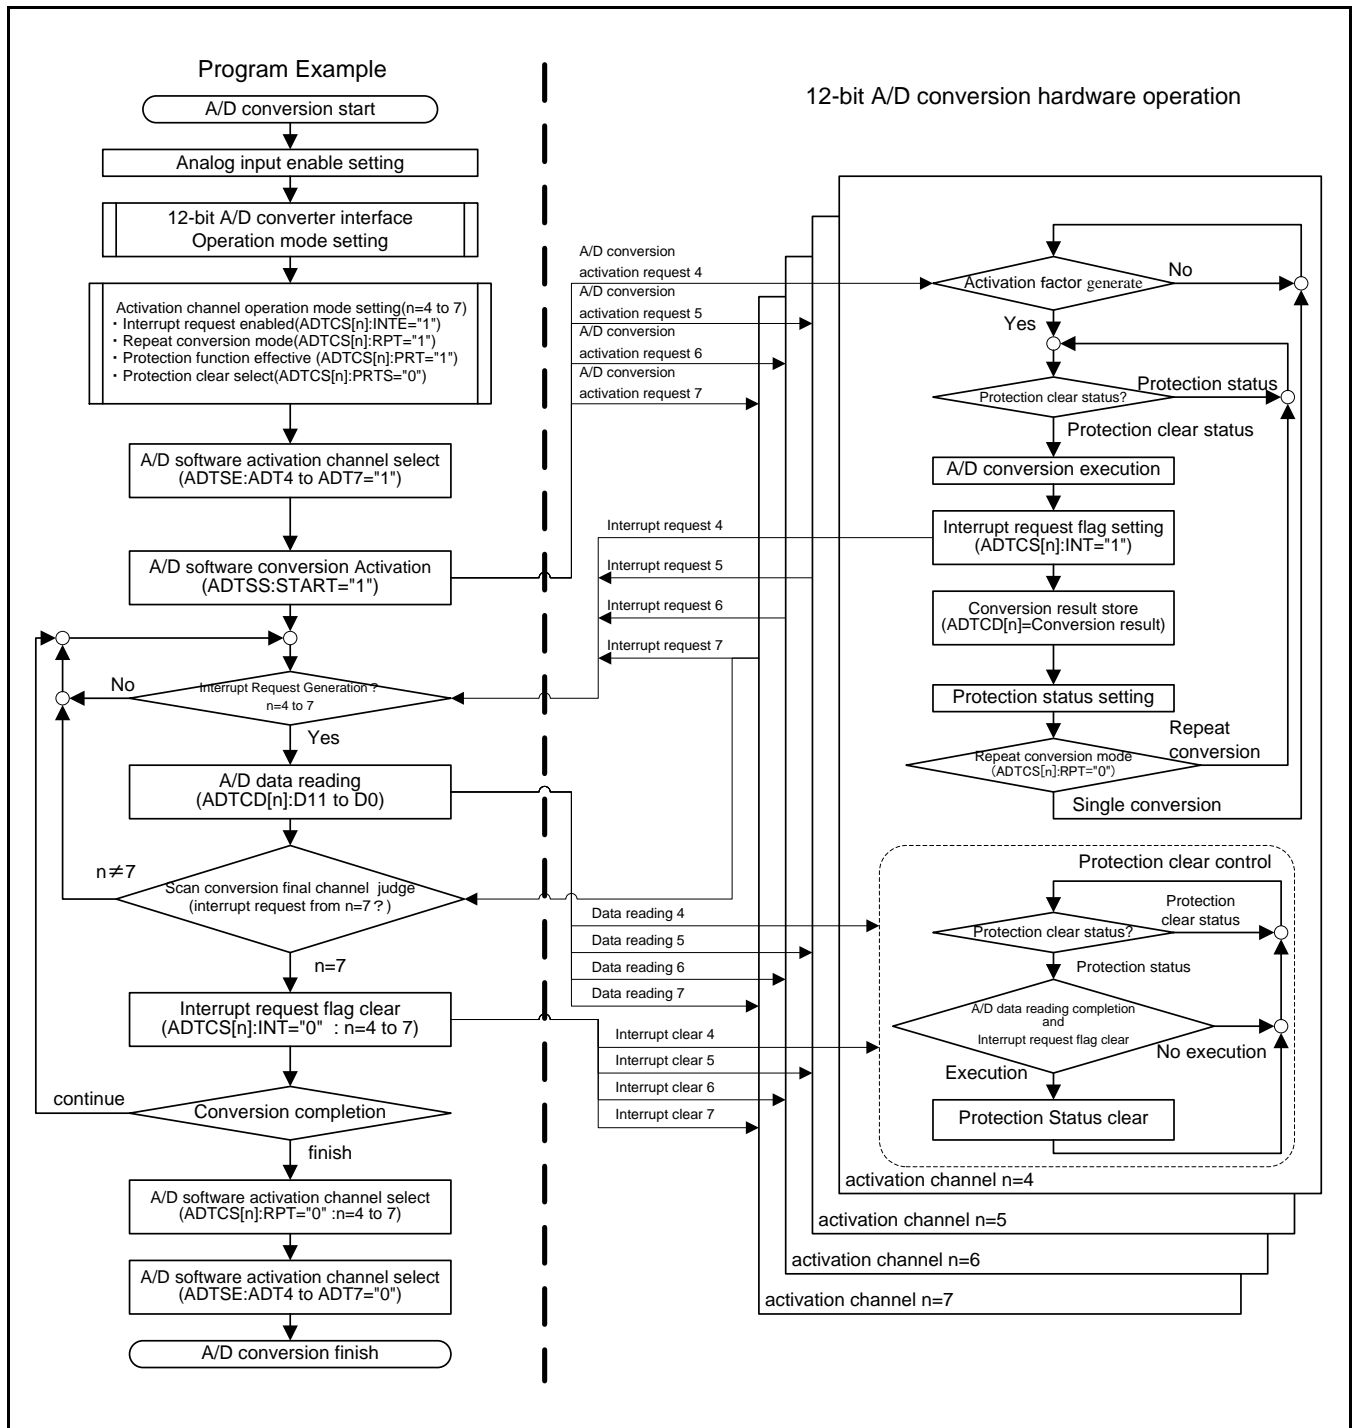 Program Example
A/D conversion start
Analog input enable setting
12-bit A/D converter interface
Operation mode setting
Activation channel operation mode setting(n=4 to 7)
・Interrupt request enabled(ADTCS[n]:INTE="1")
・Repeat conversion mode(ADTCS[n]:RPT="1")
・Protection function effective (ADTCS[n]:PRT="1")
・Protection clear select(ADTCS[n]:PRTS="0")
A/D software activation channel select
(ADTSE:ADT4 to ADT7="1")
A/D software conversion Activation
(ADTSS:START="1")
Interrupt Request Generation ?
n=4 to 7
No
Yes
A/D data reading
(ADTCD[n]:D11 to D0)
n≠7
Scan conversion final channel judge
(interrupt request from n=7 ?)
n=7
Interrupt request flag clear
(ADTCS[n]:INT="0" : n=4 to 7)
continue
Conversion completion
finish
A/D software activation channel select
(ADTCS[n]:RPT="0" :n=4 to 7)
A/D software activation channel select
(ADTSE:ADT4 to ADT7="0")
A/D conversion finish
A/D conversion
activation request 4
A/D conversion
activation request 5
A/D conversion
activation request 6
A/D conversion
activation request 7
Interrupt request 4
Interrupt request 5
Interrupt request 6
Interrupt request 7
Data reading 4
Data reading 5
Data reading 6
Data reading 7
Interrupt clear 4
Interrupt clear 5
Interrupt clear 6
Interrupt clear 7
12-bit A/D conversion hardware operation
Activation factor generate
No
Yes
Protection clear status?
Protection status
Protection clear status
A/D conversion execution
Interrupt request flag setting
(ADTCS[n]:INT="1")
Conversion result store
(ADTCD[n]=Conversion result)
Protection status setting
Repeat conversion mode
(ADTCS[n]:RPT="0")
Repeat
conversion
Single conversion
Protection clear control
Protection clear status?
Protection
clear status
Protection status
A/D data reading completion
and
Interrupt request flag clear
No execution
Execution
Protection Status clear
activation channel n=4
activation channel n=5
activation channel n=6
activation channel n=7